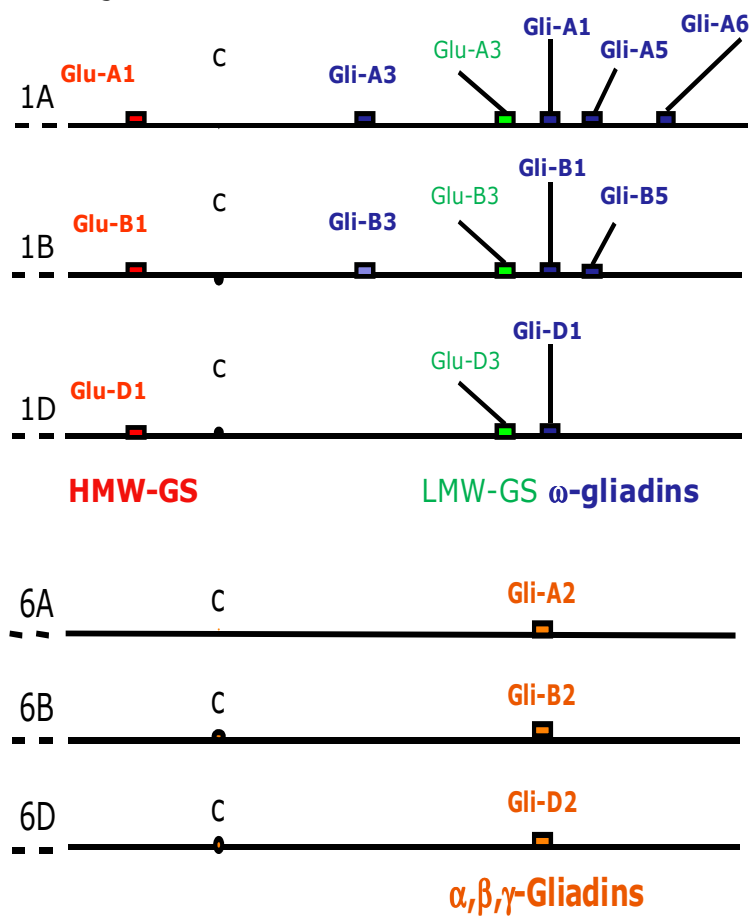 Gli-A1 Gli-A6
C Glu-A3
Glu-A1 Gli-A3 Gli-A5
1A
Gli-B1
C Glu-B3 Gli-B5
Glu-B1 Gli-B3
1B
Gli-D1
C Glu-D3
Glu-D1
1D
HMW-GS LMW-GS ω-gliadins
6A C Gli-A2
6B C Gli-B2
6D C Gli-D2
α,β,γ-Gliadins